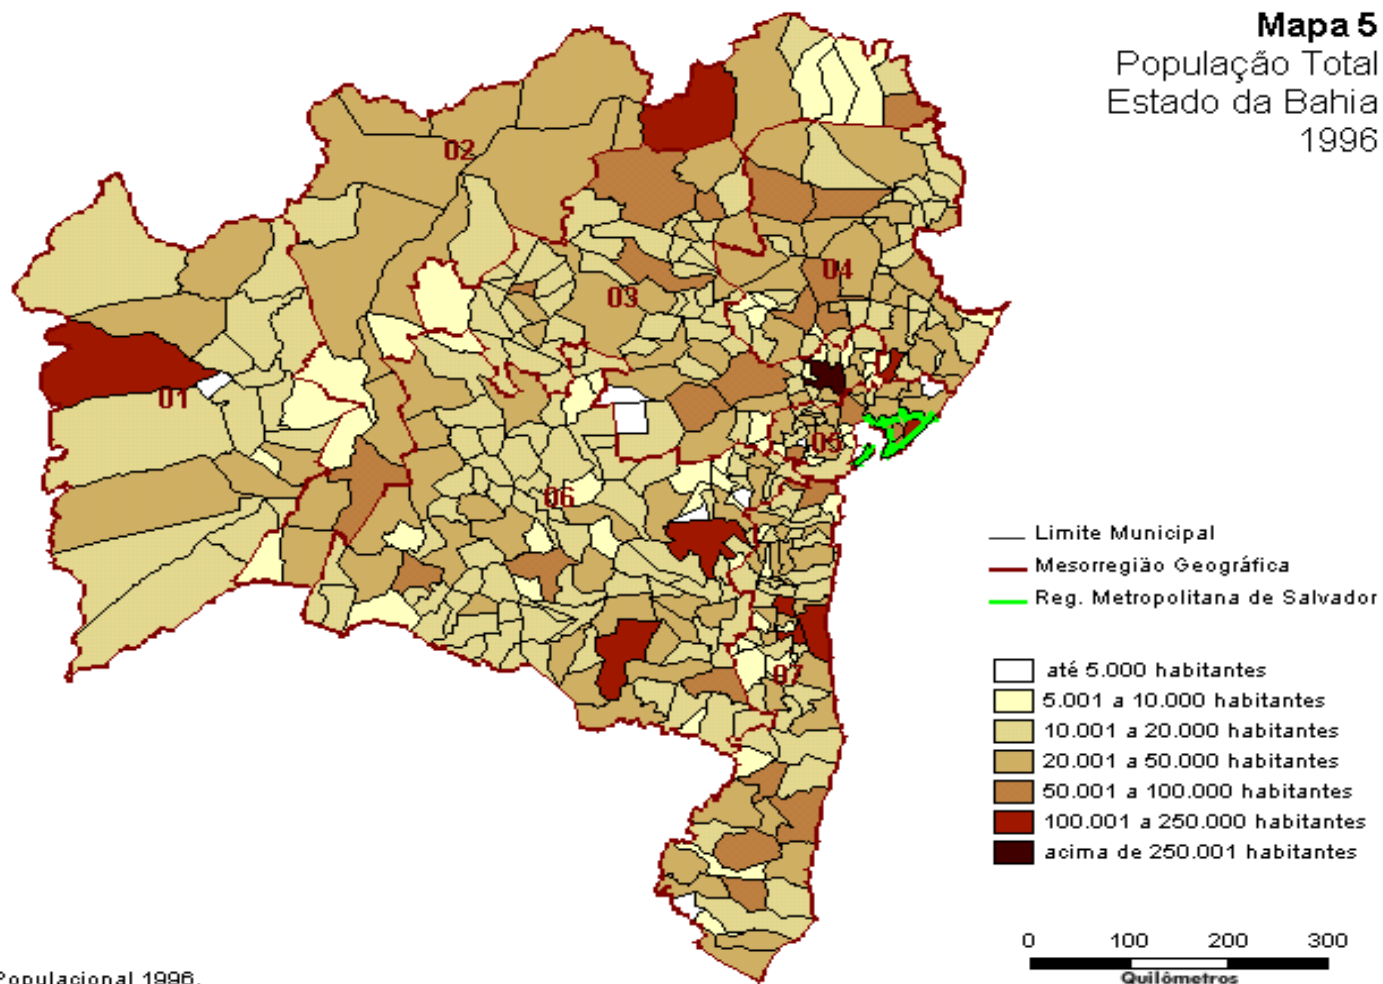 Mapa 5
População Total
Estado da Bahia
1996
02
04
03
01
05
06
07
Limite Municipal
Mesorregião Geográfica
Reg. Metropolitana de Salvador
até 5.000 habitantes
5.001 a 10.000 habitantes
10.001 a 20.000 habitantes
20.001 a 50.000 habitantes
50.001 a 100.000 habitantes
100.001 a 250.000 habitantes
acima de 250.001 habitantes
0 100 200 300
Quilômetros
Populacional 1996.